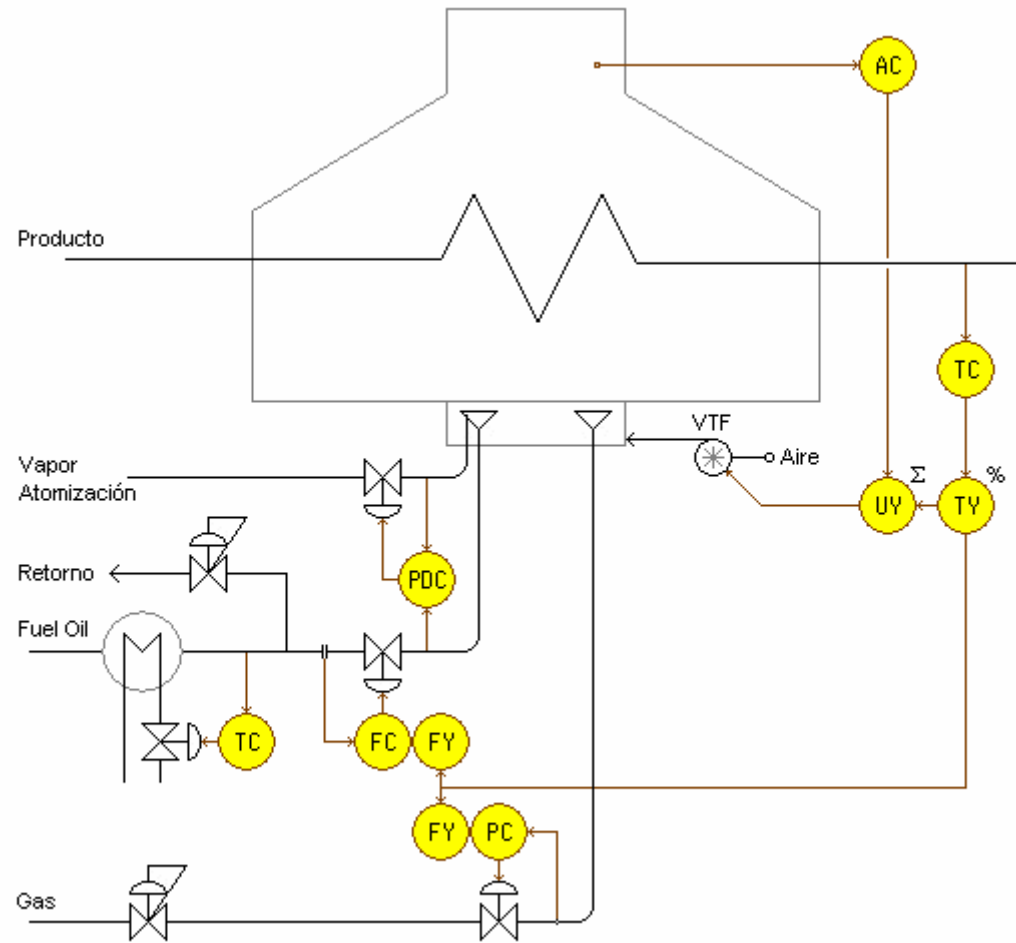 AC
Producto
TC
VTF
Aire
Vapor
Atomización
Σ
%
UY
TY
Retorno
PDC
Fuel Oil
TC
FC
FY
FY
PC
Gas